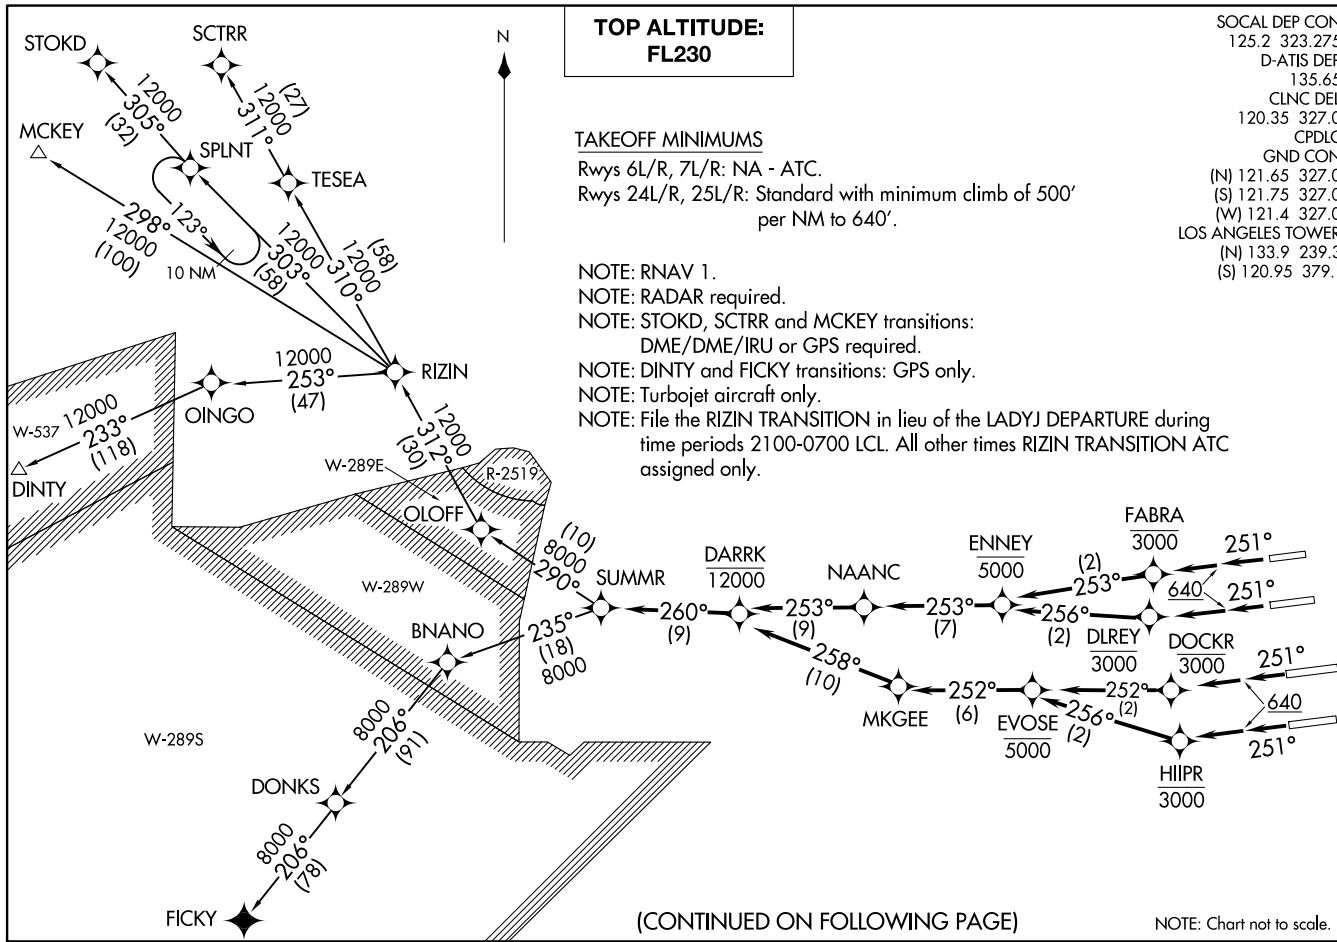 TOP ALTITUDE:
FL230
SOCAL DEP CON
125.2 323.275
D-ATIS DEP
135.65
CLNC DEL
120.35 327.0
CPDLC
GND CON
(N) 121.65 327.0
(S) 121.75 327.0
(W) 121.4 327.0
LOS ANGELES TOWER
(N) 133.9 239.3
(S) 120.95 379.1
N
TAKEOFF MINIMUMS
Rwys 6L/R, 7L/R: NA - ATC.
Rwys 24L/R, 25L/R: Standard with minimum climb of 500'
per NM to 640'.
NOTE: RNAV 1.
NOTE: RADAR required.
NOTE: STOKD, SCTRR and MCKEY transitions:
DME/DME/IRU or GPS required.
NOTE: DINTY and FICKY transitions: GPS only.
NOTE: Turbojet aircraft only.
NOTE: File the RIZIN TRANSITION in lieu of the LADYJ DEPARTURE during
time periods 2100-0700 LCL. All other times RIZIN TRANSITION ATC
assigned only.
STOKD
SCTRR
12000
305°
(32)
(27)
12000
311°
MCKEY
SPLNT
TESEA
298°
12000
(100)
123°
10 NM
12000
303°
(58)
(58)
12000
310°
RIZIN
12000
253°
(47)
OINGO
W-537
12000
233°
(118)
DINTY
12000
312°
(30)
W-289E
R-2519
OLOFF
(10)
8000
290°
W-289W
SUMMR
BNANO
235°
(18)
8000
260°
(9)
DARRK
12000
253°
(9)
NAANC
253°
(7)
ENNEY
5000
(2)
253°
FABRA
3000
251°
640
256°
(2)
DLREY
3000
251°
258°
(10)
MKGEE
252°
(6)
EVOSE
5000
252°
(2)
DOCKR
3000
251°
640
256°
(2)
HIIPR
3000
251°
W-289S
8000
206°
(91)
DONKS
8000
206°
(78)
FICKY
(CONTINUED ON FOLLOWING PAGE)
NOTE: Chart not to scale.